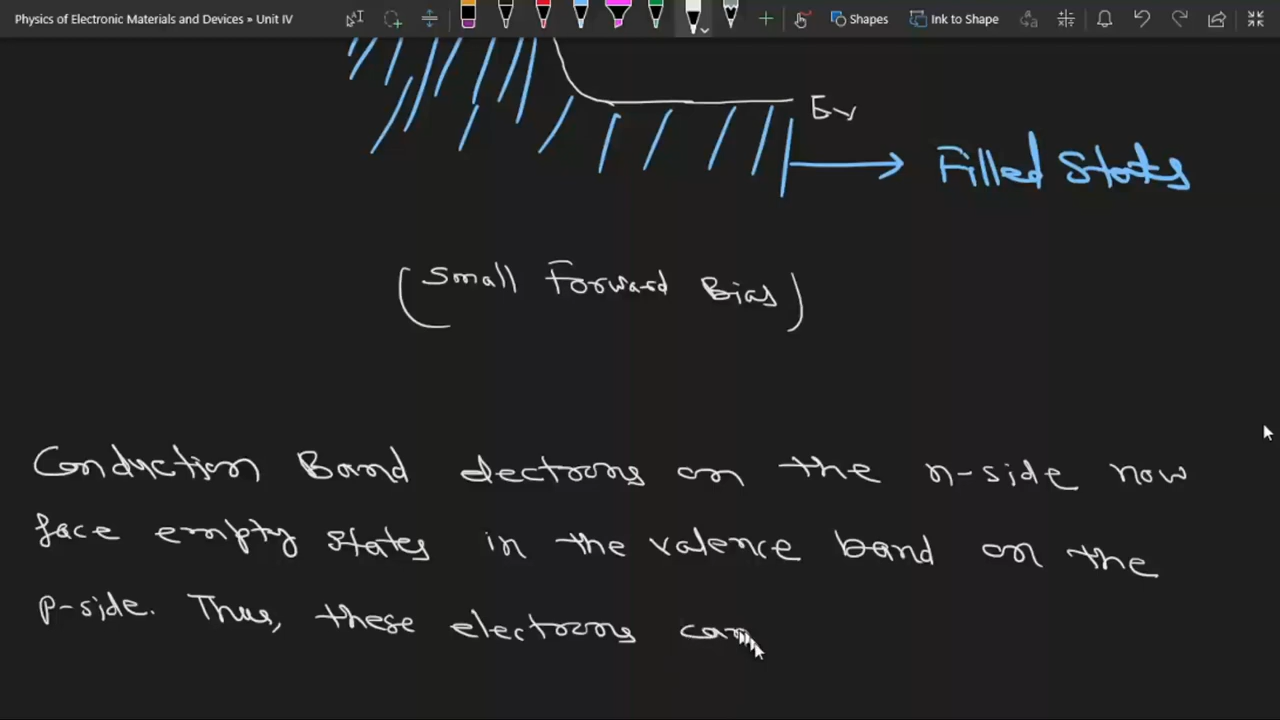 Physics of Electronic Materials and Devices » Unit IV
Shapes
Ink to Shape
Ev
Filled States
(Small Forward Bias)
Conduction Band electrons on the n-side now
face empty states in the valence band on the
p-side. Thus, these electrons can